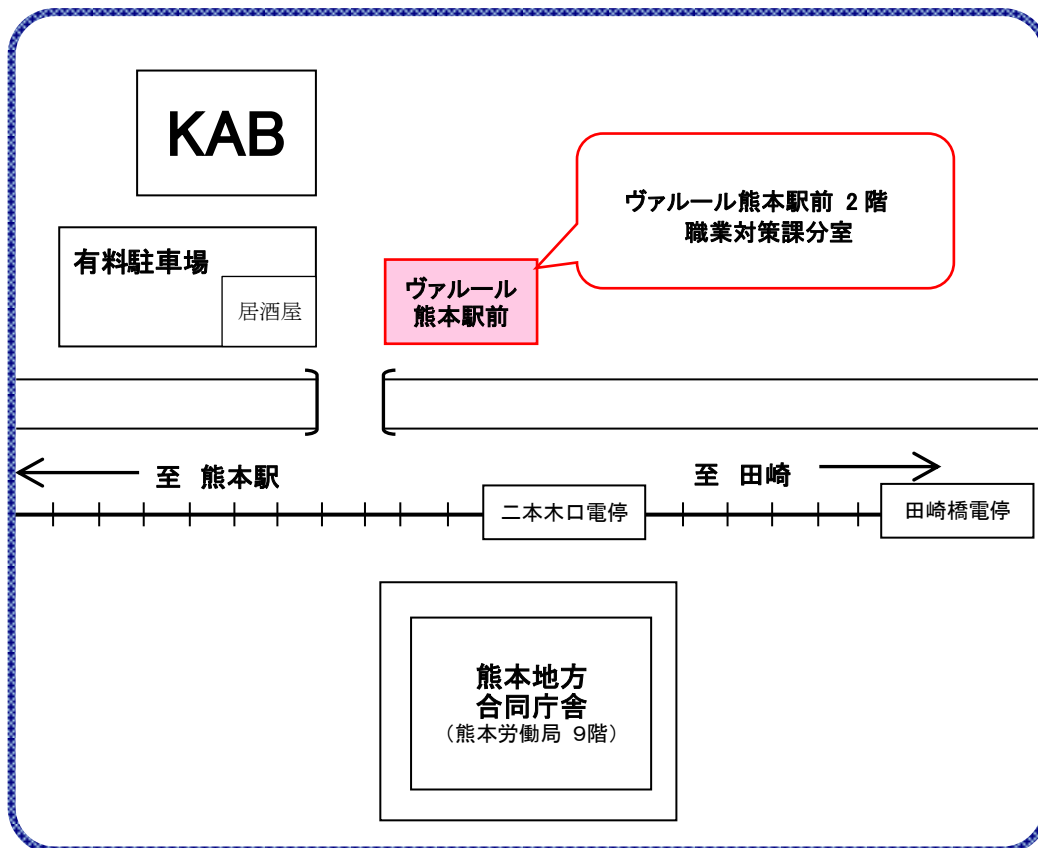 KAB
ヴァルール熊本駅前 2階
職業対策課分室
有料駐車場
居酒屋
ヴァルール
熊本駅前
至 熊本駅
至 田崎
二本木口電停
田崎橋電停
熊本地方
合同庁舎
（熊本労働局 9階）